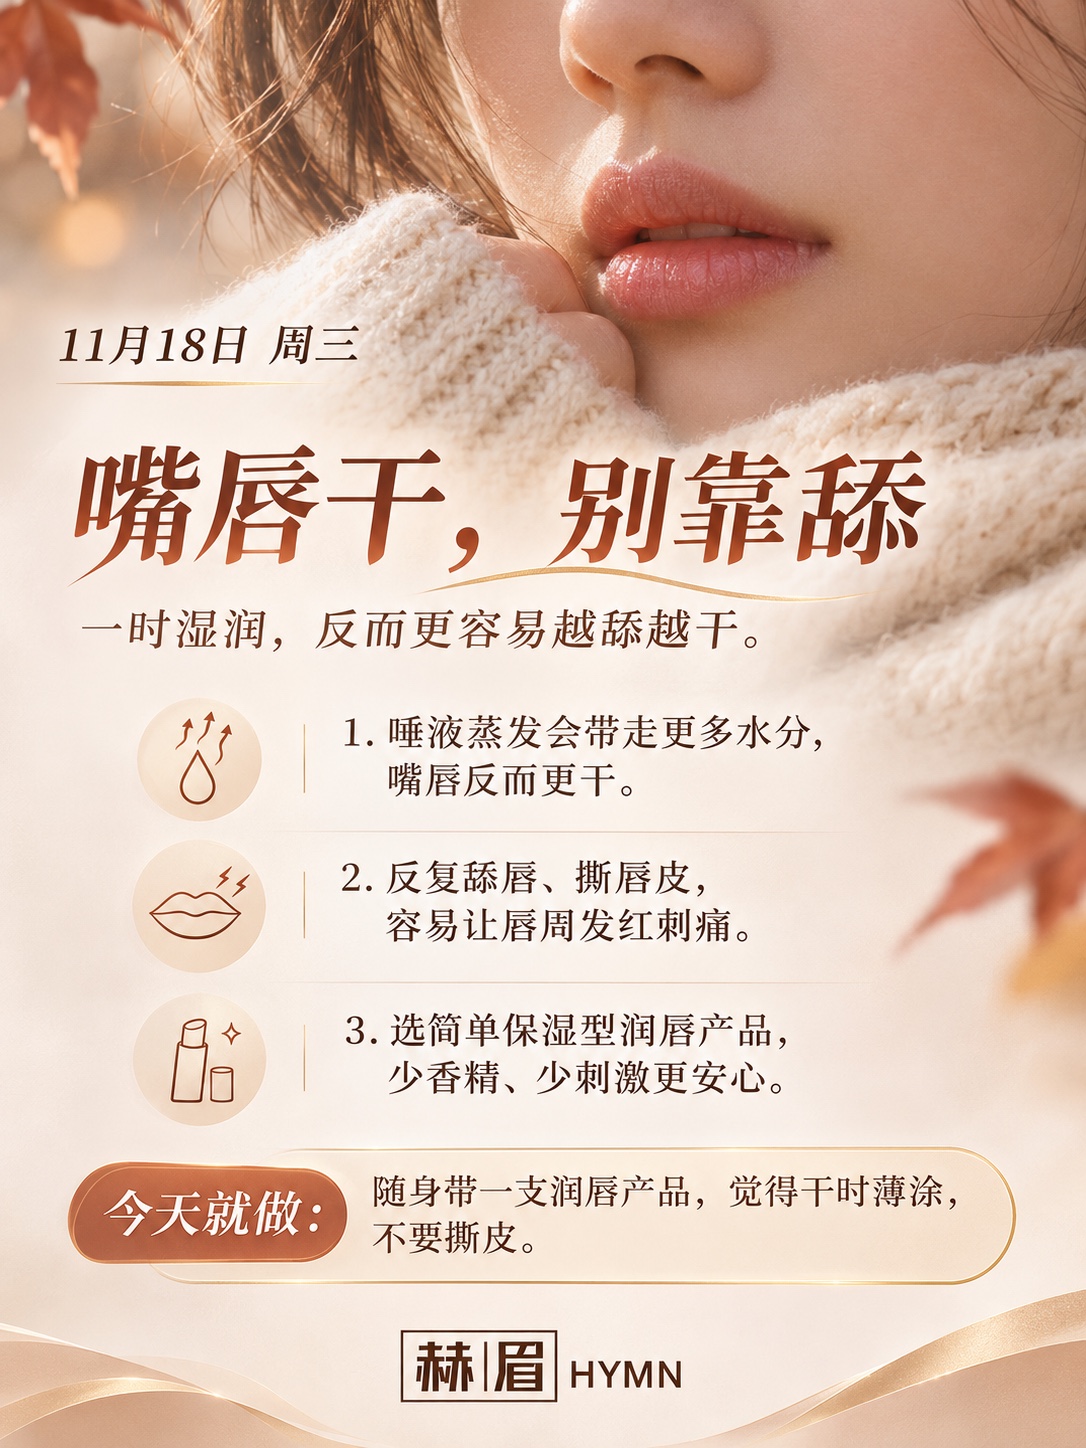 11月18日 周三
嘴唇干，别靠舔
一时湿润，反而更容易越舔越干。
1. 唾液蒸发会带走更多水分，
嘴唇反而更干。
2. 反复舔唇、撕唇皮，
容易让唇周发红刺痛。
3. 选简单保湿型润唇产品，
少香精、少刺激更安心。
今天就做：
随身带一支润唇产品，觉得干时薄涂，
不要撕皮。
赫|眉 HYMN